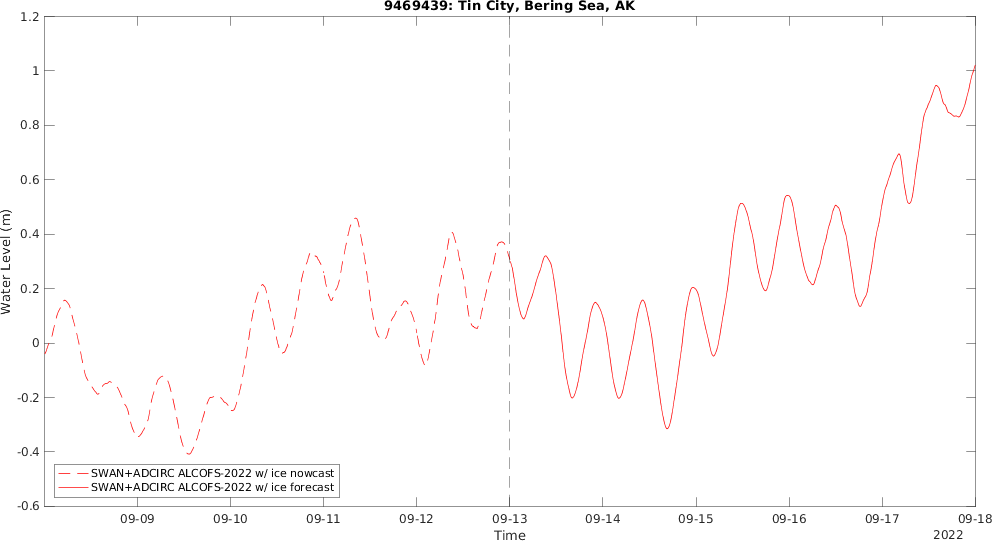 9469439: Tin City, Bering Sea, AK
1.2
1
0.8
0.6
0.4
0.2
0
-0.2
-0.4
-0.6
Water Level (m)
SWAN+ADCIRC ALCOFS-2022 w/ ice nowcast
SWAN+ADCIRC ALCOFS-2022 w/ ice forecast
09-09 09-10 09-11 09-12 09-13 09-14 09-15 09-16 09-17 09-18
Time
2022